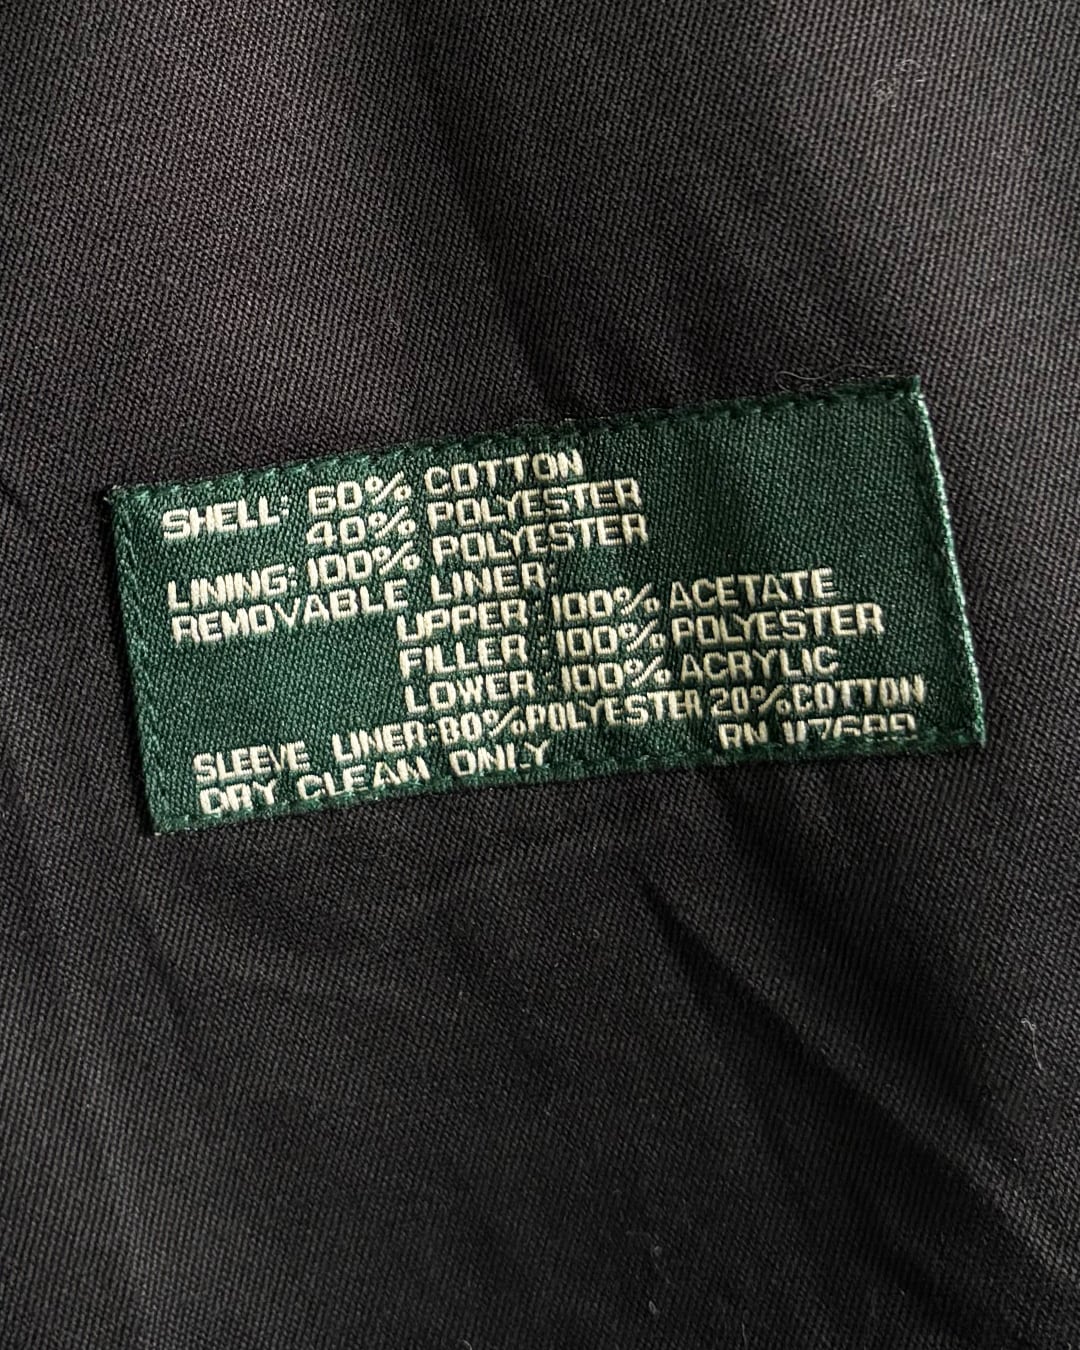 SHELL: 60% COTTON
40% POLYESTER
LINING: 100% POLYESTER
REMOVABLE LINER:
UPPER :100% ACETATE
FILLER :100% POLYESTER
LOWER :100% ACRYLIC
SLEEVE LINER:80%POLYESTER 20%COTTON
DRY CLEAN ONLY RN